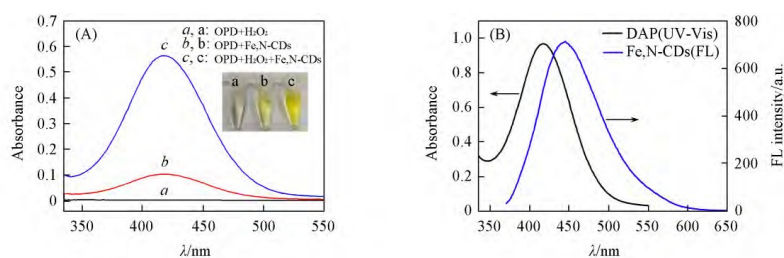 (A)
a, a: OPD+H₂O₂
b, b: OPD+Fe,N-CDs
c, c: OPD+H₂O₂+Fe,N-CDs
a b c
c
b
a
0.7
0.6
0.5
0.4
0.3
0.2
0.1
0
Absorbance
350 400 450 500 550
λ/nm
(B)
DAP(UV-Vis)
Fe,N-CDs(FL)
1.0
0.8
0.6
0.4
0.2
0
Absorbance
800
600
400
200
0
FL intensity/a.u.
350 400 450 500 550 600 650
λ/nm